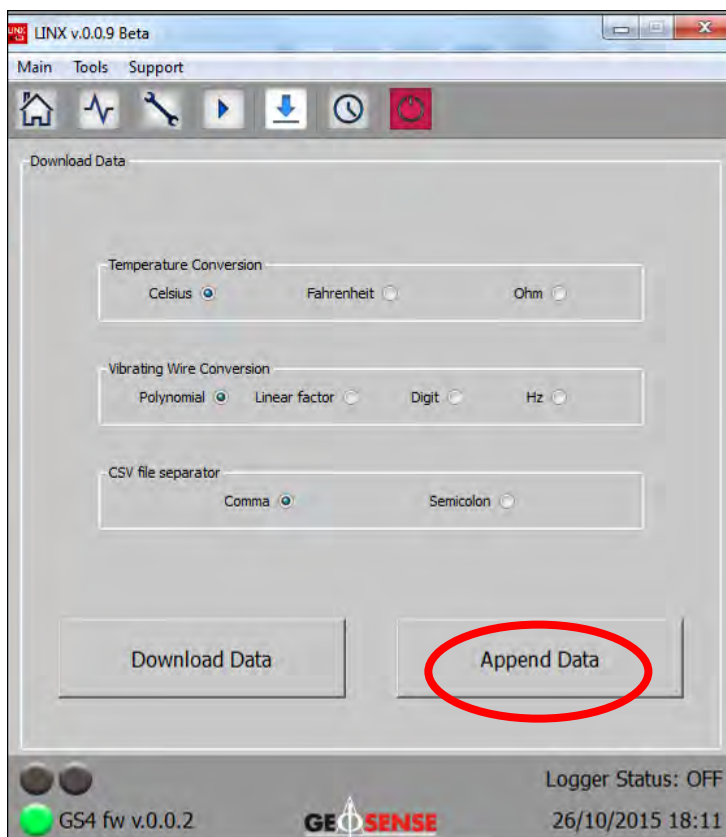 LINX v.0.0.9 Beta
Main Tools Support
Download Data
Temperature Conversion
Celsius Fahrenheit Ohm
Vibrating Wire Conversion
Polynomial Linear factor Digit Hz
CSV file separator
Comma Semicolon
Download Data Append Data
Logger Status: OFF
GS4 fw v.0.0.2 GEOSENSE 26/10/2015 18:11